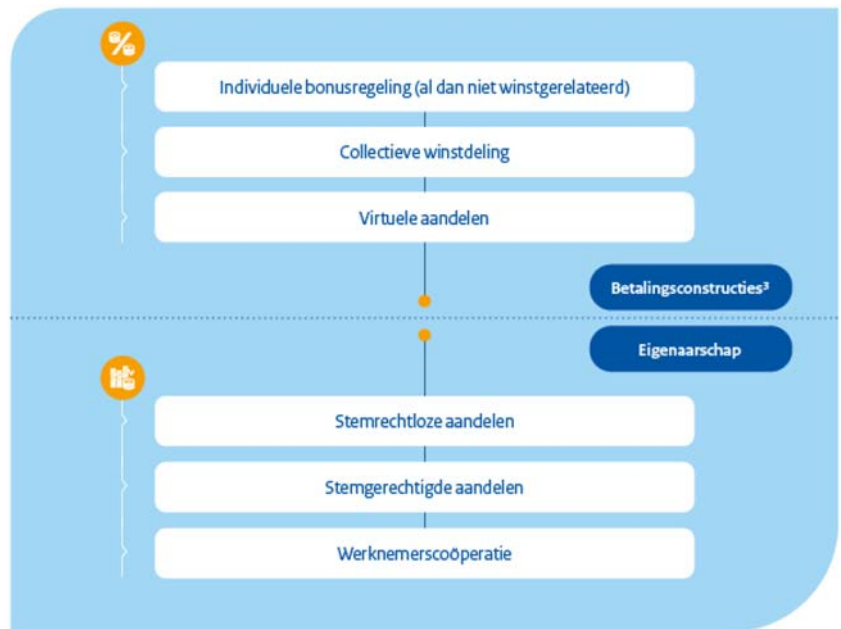 Individuele bonusregeling (al dan niet winstgerelateerd)
Collectieve winstdeling
Virtuele aandelen
Betalingsconstructies³
Eigenaarschap
Stemrechtloze aandelen
Stemgerechtigde aandelen
Werknemerscoöperatie